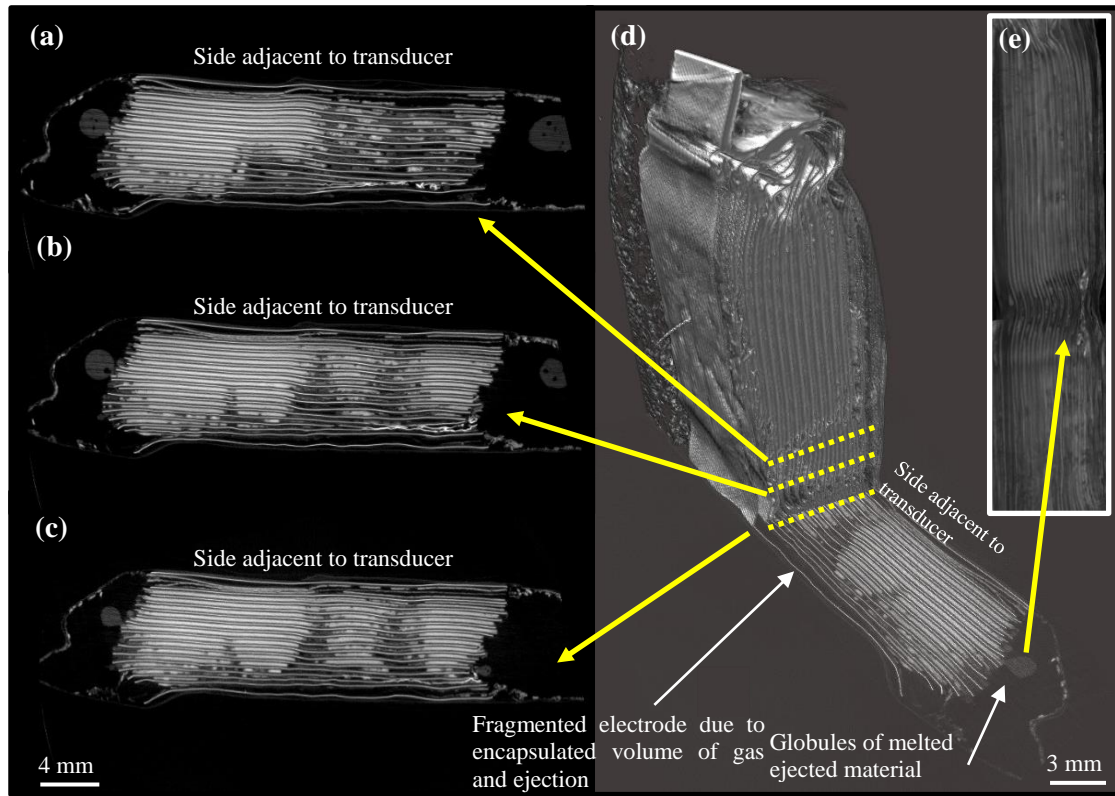 (a)
Side adjacent to transducer
(b)
Side adjacent to transducer
(c)
Side adjacent to transducer
4 mm
(d)
Side adjacent to
transducer
Fragmented electrode due to
encapsulated volume of gas
and ejection
Globules of melted
ejected material
3 mm
(e)